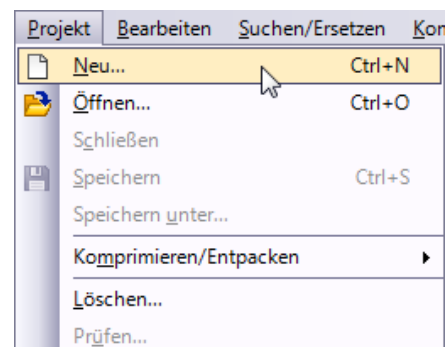 Projekt Bearbeiten Suchen/Ersetzen
Neu... Ctrl+N
Öffnen... Ctrl+O
Schließen
Speichern Ctrl+S
Speichern unter...
Komprimieren/Entpacken
Löschen...
Prüfen...